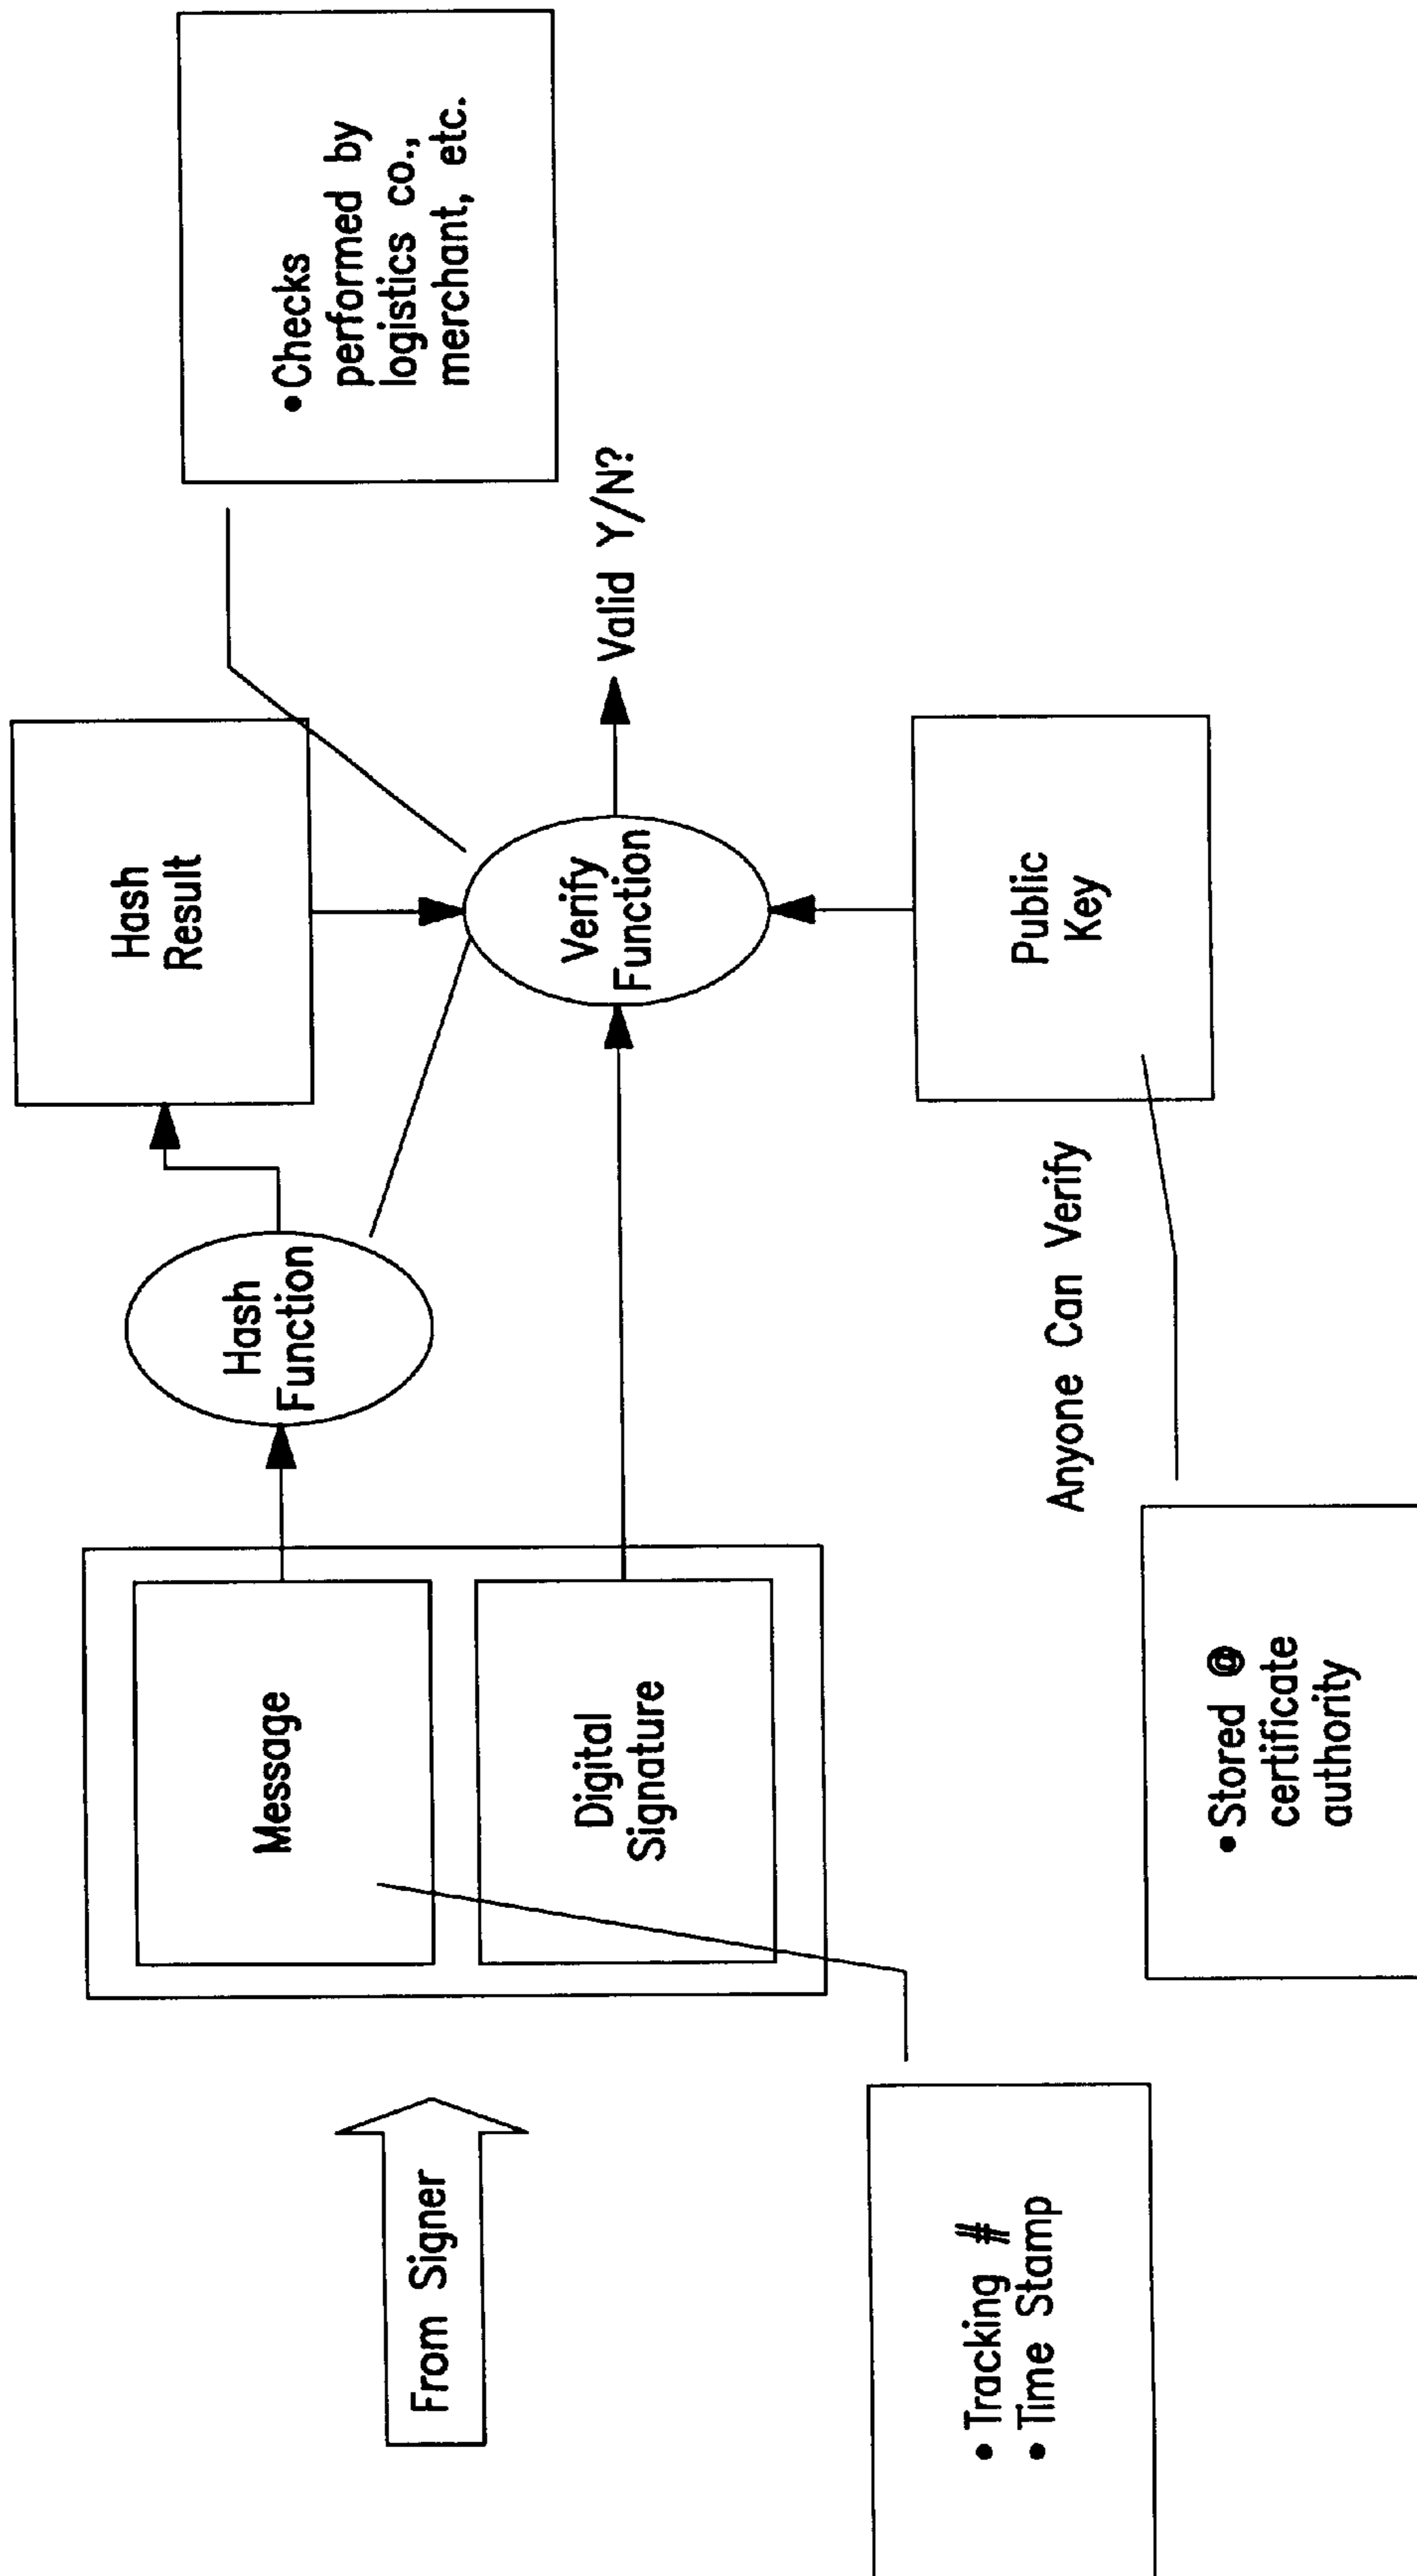 From Signer
Message
Digital
Signature
Hash
Function
Hash
Result
Verify
Function
Valid Y/N?
•Checks
performed by
logistics co.,
merchant, etc.
Public
Key
Anyone Can Verify
•Stored @
certificate
authority
• Tracking #
• Time Stamp